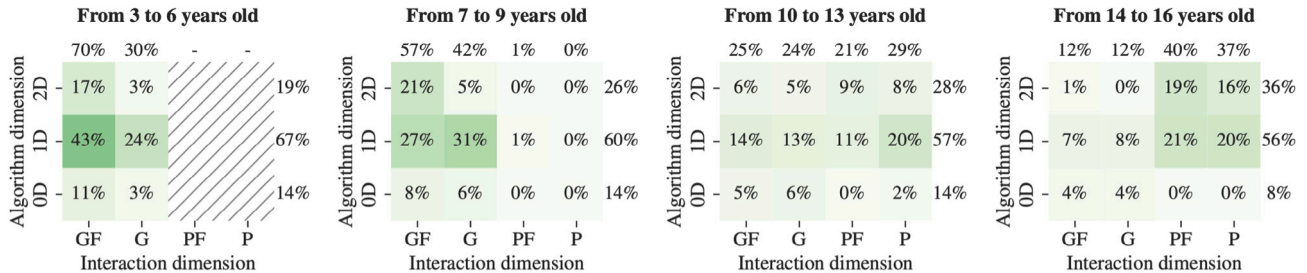 From 3 to 6 years old
From 7 to 9 years old
From 10 to 13 years old
From 14 to 16 years old
70% 30% - -
57% 42% 1% 0%
25% 24% 21% 29%
12% 12% 40% 37%
Algorithm dimension
2D 17% 3% 19%
1D 43% 24% 67%
0D 11% 3% 14%
GF G PF P
Interaction dimension
Algorithm dimension
2D 21% 5% 0% 0% 26%
1D 27% 31% 1% 0% 60%
0D 8% 6% 0% 0% 14%
GF G PF P
Interaction dimension
Algorithm dimension
2D 6% 5% 9% 8% 28%
1D 14% 13% 11% 20% 57%
0D 5% 6% 0% 2% 14%
GF G PF P
Interaction dimension
Algorithm dimension
2D 1% 0% 19% 16% 36%
1D 7% 8% 21% 20% 56%
0D 4% 4% 0% 0% 8%
GF G PF P
Interaction dimension